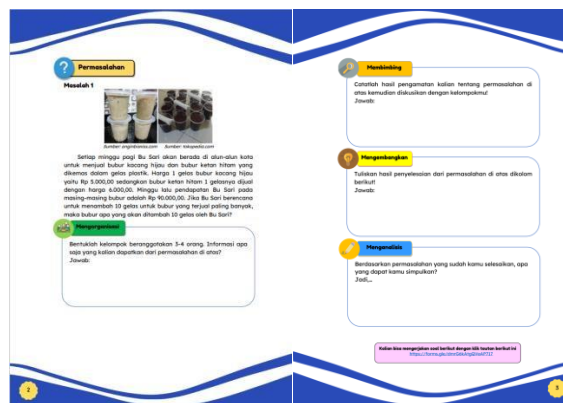 Permasalahan
Masalah 1
Sumber: anginbisnis.com Sumber: tokopedia.com
Setiap minggu pagi Bu Sari akan berada di alun-alun kota
untuk menjual bubur kacang hijau dan bubur ketan hitam yang
dikemas dalam gelas plastik. Harga 1 gelas bubur kacang hijau
yaitu Rp 5.000,00 sedangkan bubur ketan hitam 1 gelasnya dijual
dengan harga 6.000,00. Minggu lalu pendapatan Bu Sari pada
masing-masing bubur adalah Rp 90.000,00. Jika Bu Sari berencana
untuk menambah 10 gelas untuk bubur yang terjual paling banyak,
maka bubur apa yang akan ditambah 10 gelas oleh Bu Sari?
Mengorganisasi
Bentuklah kelompok beranggotakan 3-4 orang. Informasi apa
saja yang kalian dapatkan dari permasalahan di atas?
Jawab:
2
Membimbing
Catatlah hasil pengamatan kalian tentang permasalahan di
atas kemudian diskusikan dengan kelompokmu!
Jawab:
Mengembangkan
Tuliskan hasil penyelesaian dari permasalahan di atas dikolom
berikut!
Jawab:
Menganalisis
Berdasarkan permasalahan yang sudah kamu selesaikan, apa
yang dapat kamu simpulkan?
Jadi,..
Kalian bisa mengerjakan soal berikut dengan klik tautan berikut ini
3